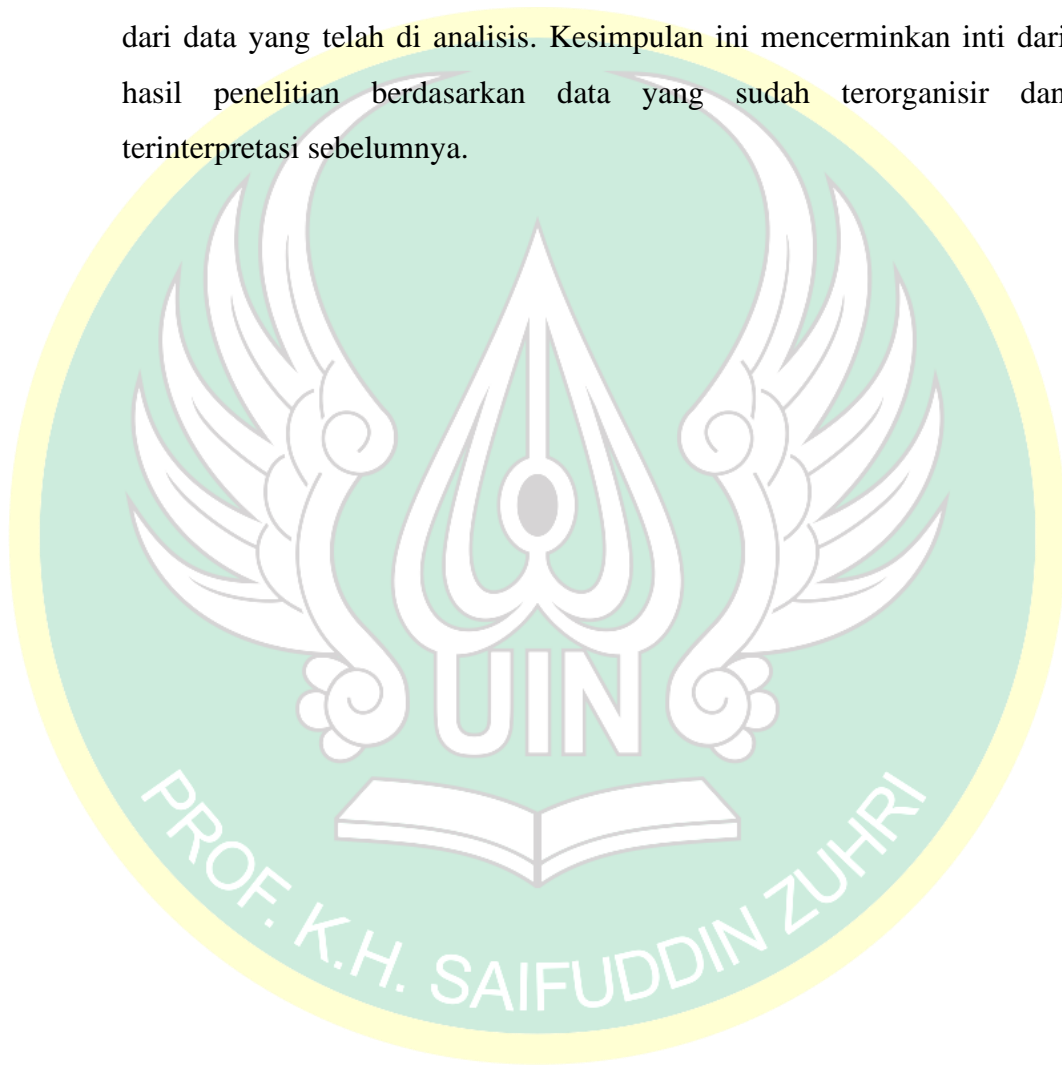 dari data yang telah di analisis. Kesimpulan ini mencerminkan inti dari
hasil penelitian berdasarkan data yang sudah terorganisir dan
terinterpretasi sebelumnya.
UIN
PROF. K.H. SAIFUDDIN ZUHRI